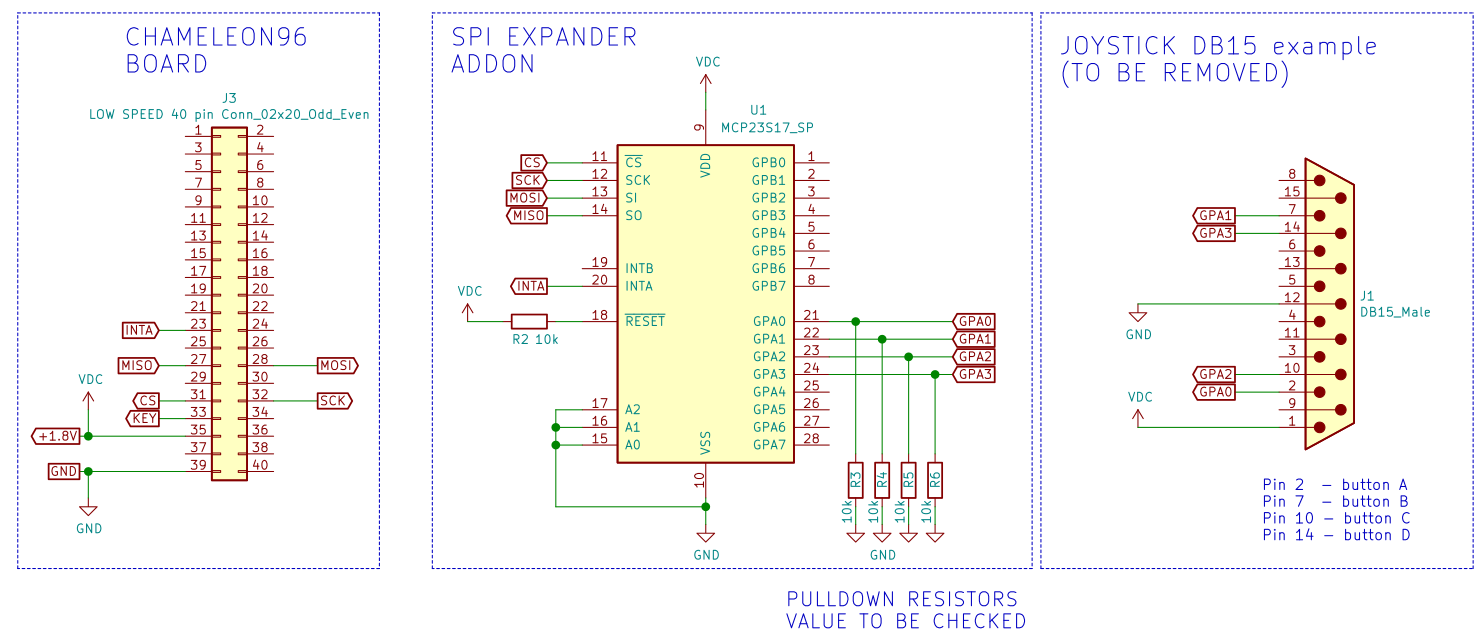 CHAMELEON96
BOARD
J3
LOW SPEED 40 pin Conn_02x20_Odd_Even
1 2
3 4
5 6
7 8
9 10
11 12
13 14
15 16
17 18
19 20
21 22
INTA 23 24
25 26
MISO 27 28 MOSI
29 30
VDC
CS 31 32 SCK
KEY 33 34
+1.8V 35 36
37 38
GND 39 40
GND
SPI EXPANDER
ADDON
VDC
U1
MCP23S17_SP
9
VDD
CS 11 CS GPB0 1
SCK 12 SCK GPB1 2
MOSI 13 SI GPB2 3
MISO 14 SO GPB3 4
GPB4 5
GPB5 6
19 INTB GPB6 7
INTA 20 INTA GPB7 8
VDC
R2 10k
18 RESET GPA0 21 GPA0
GPA1 22 GPA1
GPA2 23 GPA2
GPA3 24 GPA3
GPA4 25
17 A2 GPA5 26
16 A1 GPA6 27
15 A0 GPA7 28
VSS
10
GND
R3 R4 R5 R6
10k 10k 10k 10k
GND
JOYSTICK DB15 example
(TO BE REMOVED)
8
15
GPA1 7
GPA3 14
6
13
5
12
GND
4
11
3
GPA2 10
GPA0 2
9
VDC
1
J1
DB15_Male
Pin 2 – button A
Pin 7 – button B
Pin 10 – button C
Pin 14 – button D
PULLDOWN RESISTORS
VALUE TO BE CHECKED